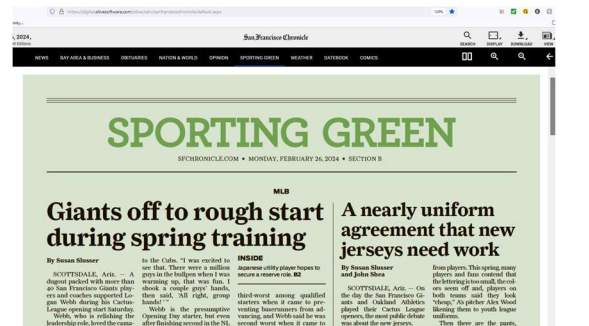 , 2024,
San Francisco Chronicle
SEARCH DISPLAY DOWNLOAD VIEW
NEWS BAY AREA & BUSINESS OBITUARIES NATION & WORLD OPINION SPORTING GREEN WEATHER DATEBOOK COMICS
SPORTING GREEN
SFCHRONICLE.COM • MONDAY, FEBRUARY 26, 2024 • SECTION B
MLB
Giants off to rough start
during spring training
By Susan Slusser
SCOTTSDALE, Ariz. — A
dugout packed with more than
40 San Francisco Giants play-
ers and coaches supported Lo-
gan Webb during his Cactus-
League opening start Saturday.
Webb, who is relishing the
leadership role, loved the cama-
to the Cubs. "I was excited to
see that. There were a million
guys in the bullpen when I was
warming up, that was fun. I
shook a couple guys' hands,
then said, 'All right, group
hands!'"
Webb is the presumptive
Opening Day starter, but even
after finishing second in the NL
INSIDE
Japanese utility player hopes to
secure a reserve role. B2
third-worst among qualified
starters when it came to pre-
venting baserunners from ad-
vancing, and Webb said he was
second worst when it came to
A nearly uniform
agreement that new
jerseys need work
By Susan Slusser
and John Shea
SCOTTSDALE, Ariz. — On
the day the San Francisco Gi-
ants and Oakland Athletics
played their Cactus League
openers, the most public debate
was about the new jerseys.
from players. This spring, many
players and fans contend that
the lettering is too small, the col-
ors seem off and, players on
both teams said they look
"cheap," As pitcher Alex Wood
likening them to youth league
uniforms.
Then there are the pants,